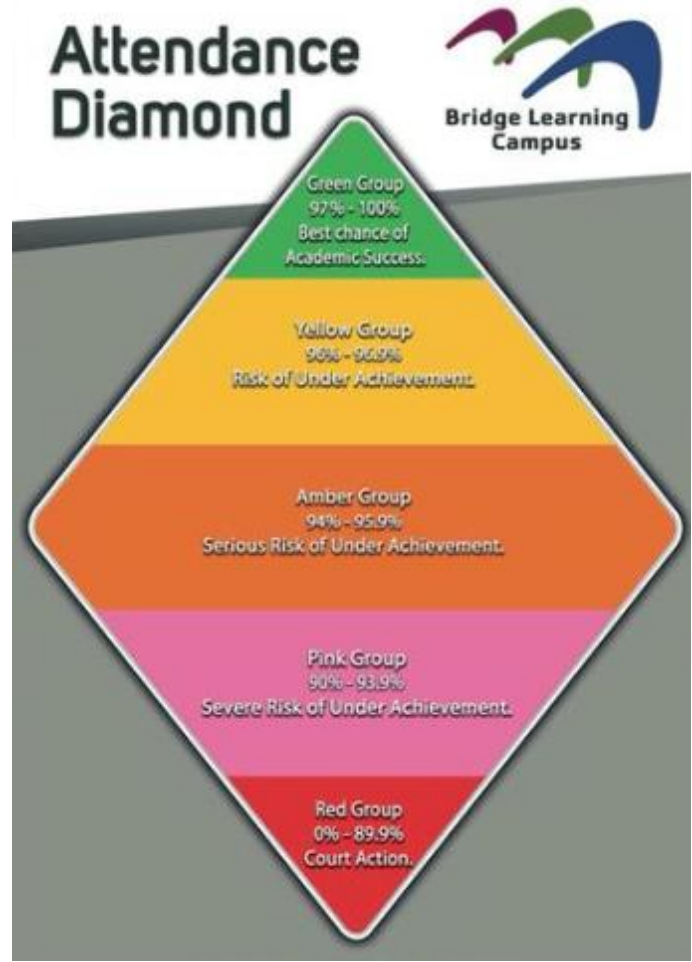 Attendance
Diamond
Bridge Learning
Campus
Green Group
97% - 100%
Best chance of
Academic Success.
Yellow Group
96% - 96.9%
Risk of Under Achievement.
Amber Group
94% - 95.9%
Serious Risk of Under Achievement.
Pink Group
90% - 93.9%
Severe Risk of Under Achievement.
Red Group
0% - 89.9%
Court Action.